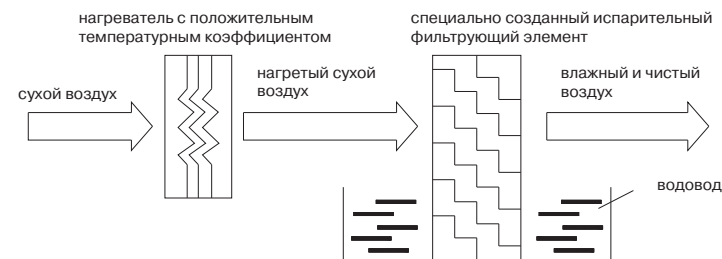 нагреватель с положительным
температурным коэффициентом
специально созданный испарительный
фильтрующий элемент
сухой воздух
нагретый сухой
воздух
влажный и чистый
воздух
водовод